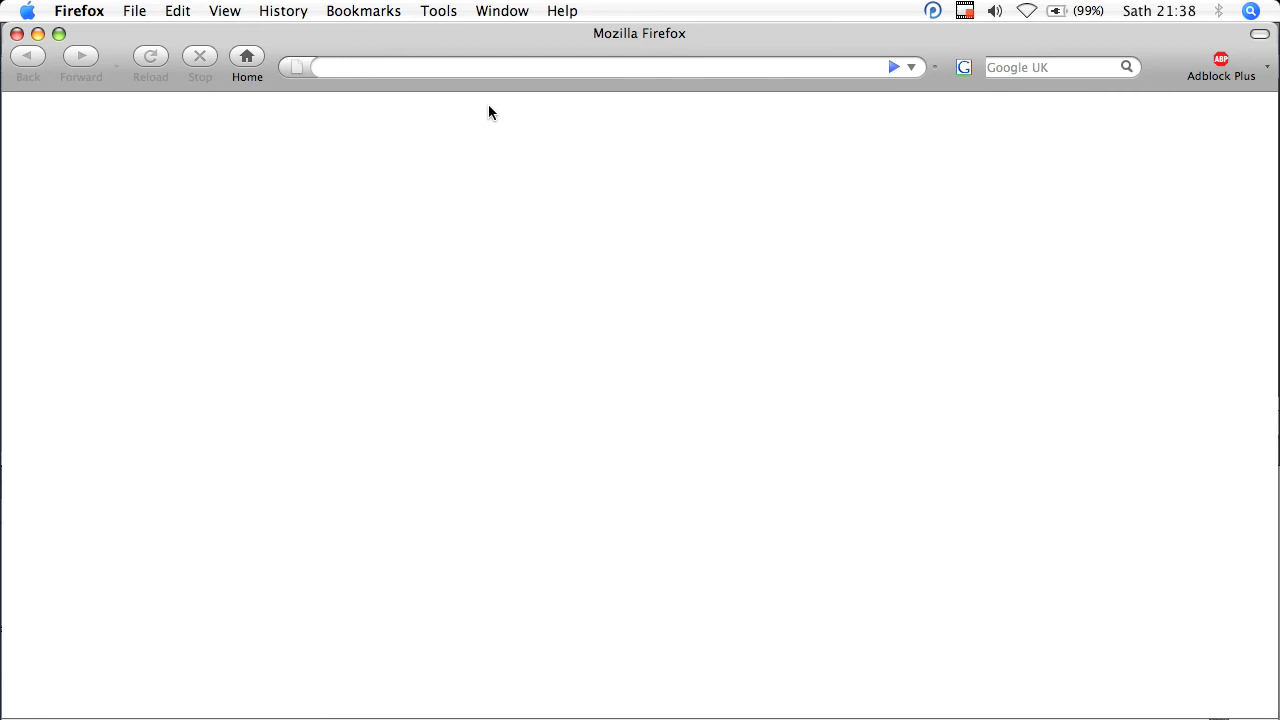 Firefox File Edit View History Bookmarks Tools Window Help (99%) Sath 21:38
Mozilla Firefox
Back Forward Reload Stop Home G Google UK ABP Adblock Plus